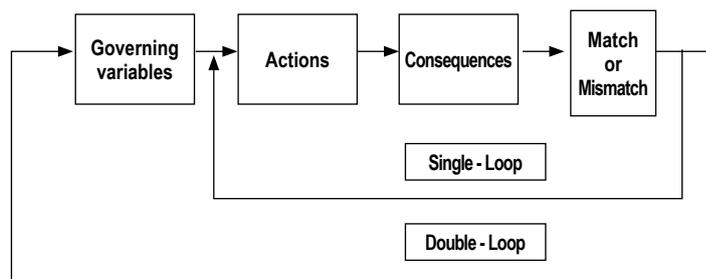 Governing
variables
Actions
Consequences
Match
or
Mismatch
Single - Loop
Double - Loop